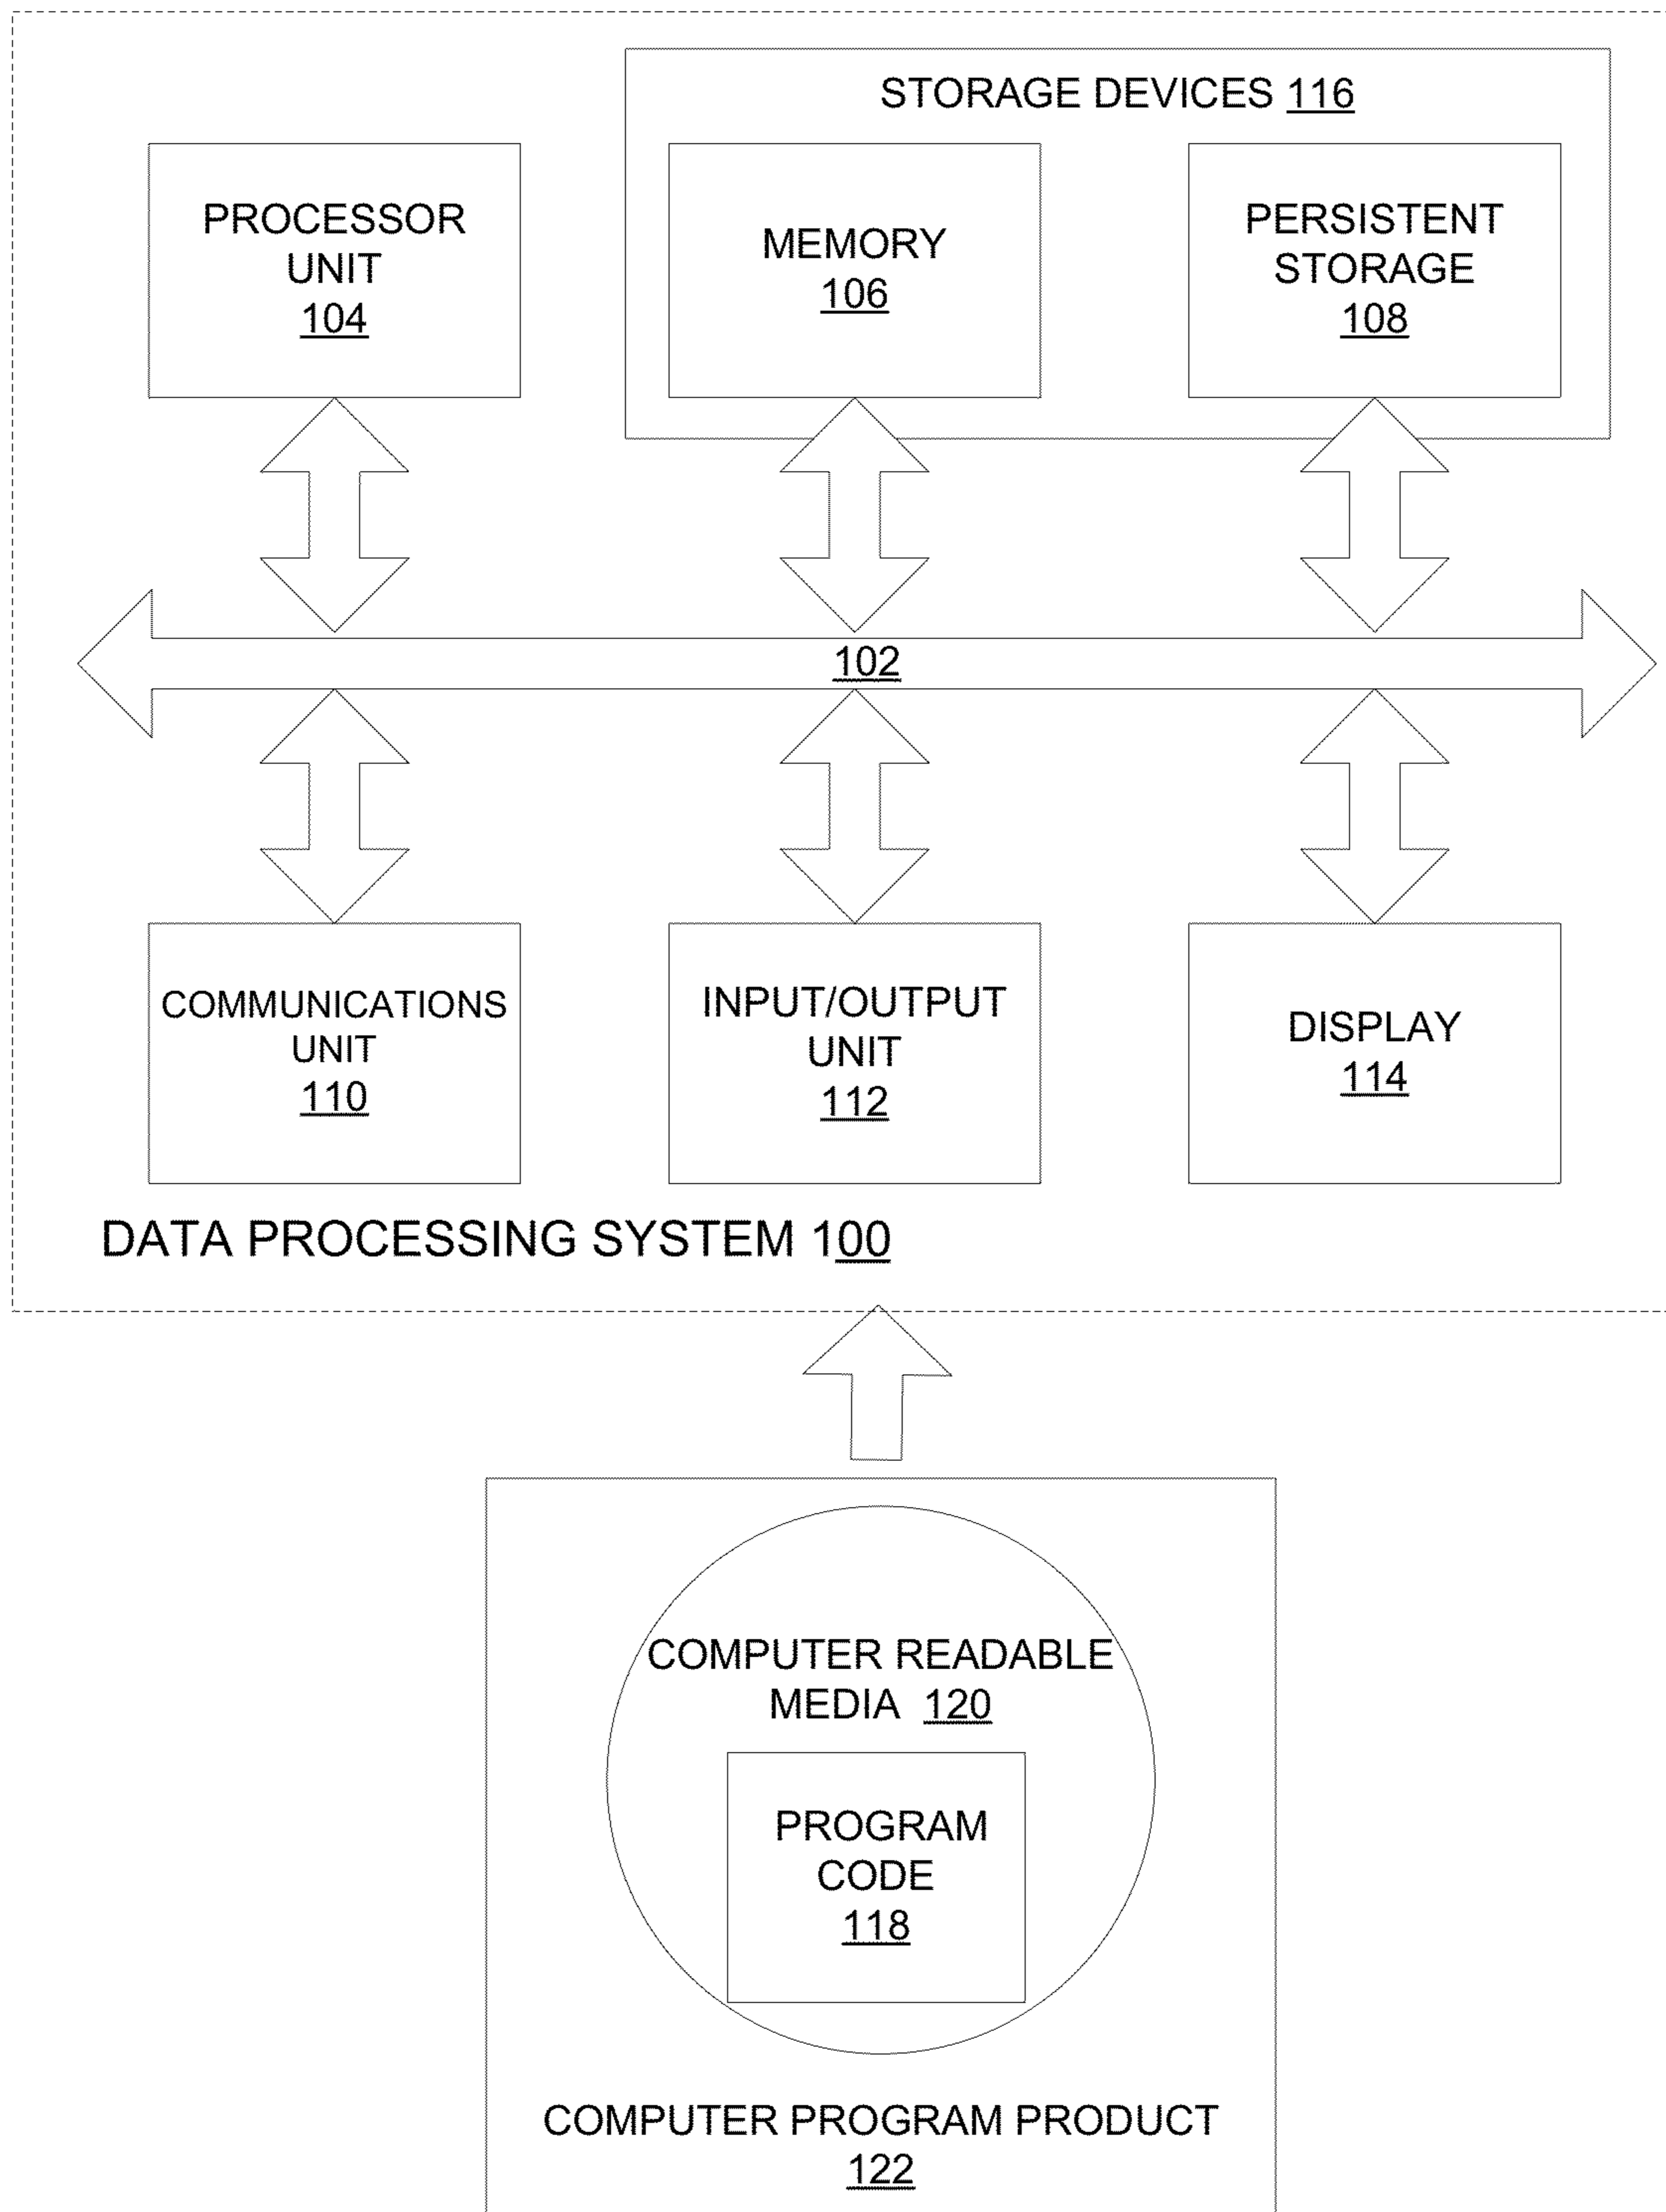 STORAGE DEVICES 116
PROCESSOR
UNIT
104
MEMORY
106
PERSISTENT
STORAGE
108
102
COMMUNICATIONS
UNIT
110
INPUT/OUTPUT
UNIT
112
DISPLAY
114
DATA PROCESSING SYSTEM 100
COMPUTER READABLE
MEDIA 120
PROGRAM
CODE
118
COMPUTER PROGRAM PRODUCT
122